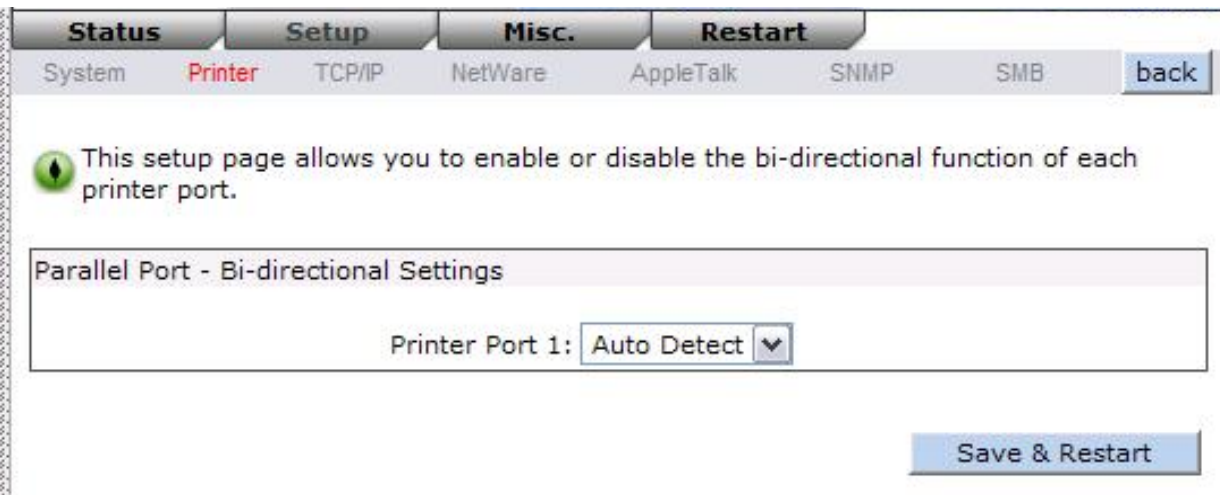 Status Setup Misc. Restart
System Printer TCP/IP NetWare AppleTalk SNMP SMB back
This setup page allows you to enable or disable the bi-directional function of each
printer port.
Parallel Port - Bi-directional Settings
Printer Port 1: Auto Detect
Save & Restart